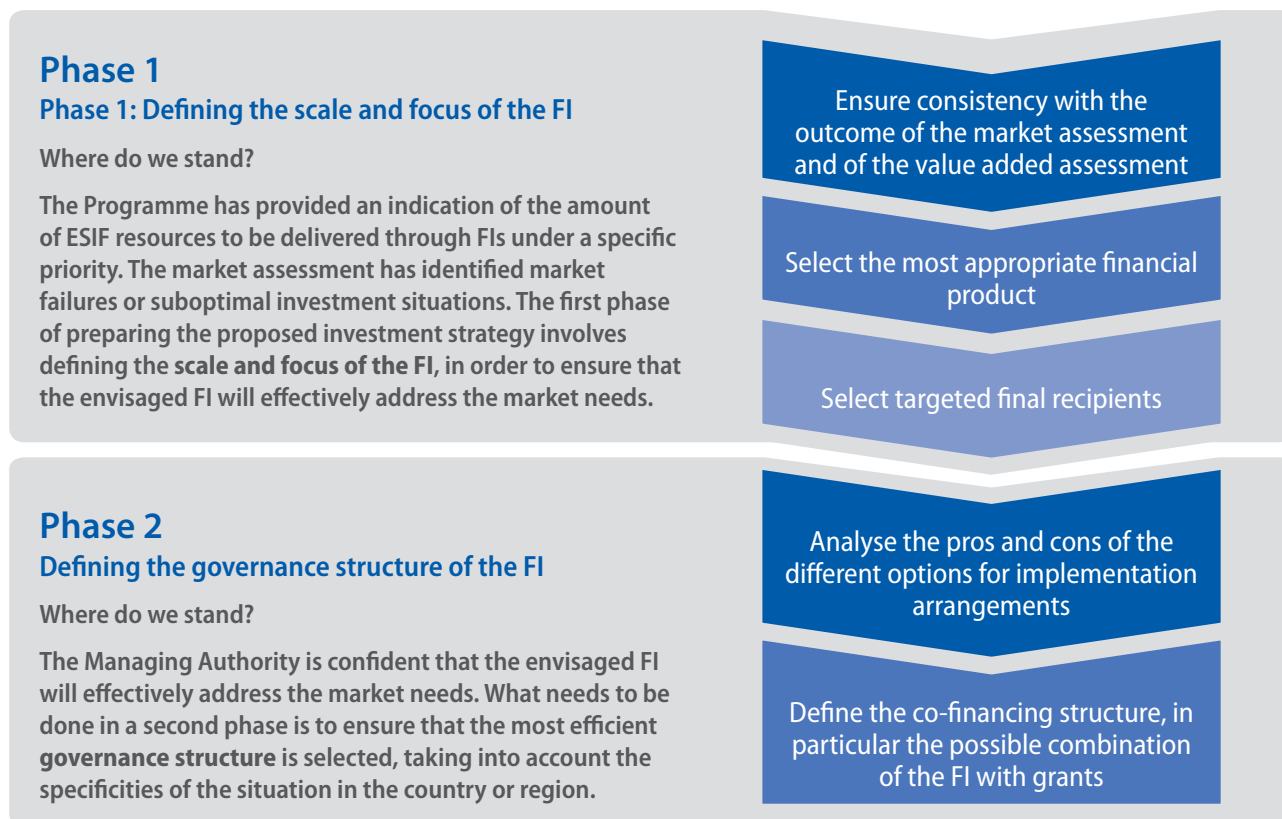 Phase 1
Phase 1: Defining the scale and focus of the FI
Where do we stand?
The Programme has provided an indication of the amount
of ESIF resources to be delivered through FIs under a specific
priority. The market assessment has identified market
failures or suboptimal investment situations. The first phase
of preparing the proposed investment strategy involves
defining the scale and focus of the FI, in order to ensure that
the envisaged FI will effectively address the market needs.
Ensure consistency with the
outcome of the market assessment
and of the value added assessment
Select the most appropriate financial
product
Select targeted final recipients
Phase 2
Defining the governance structure of the FI
Where do we stand?
The Managing Authority is confident that the envisaged FI
will effectively address the market needs. What needs to be
done in a second phase is to ensure that the most efficient
governance structure is selected, taking into account the
specificities of the situation in the country or region.
Analyse the pros and cons of the
different options for implementation
arrangements
Define the co-financing structure, in
particular the possible combination
of the FI with grants